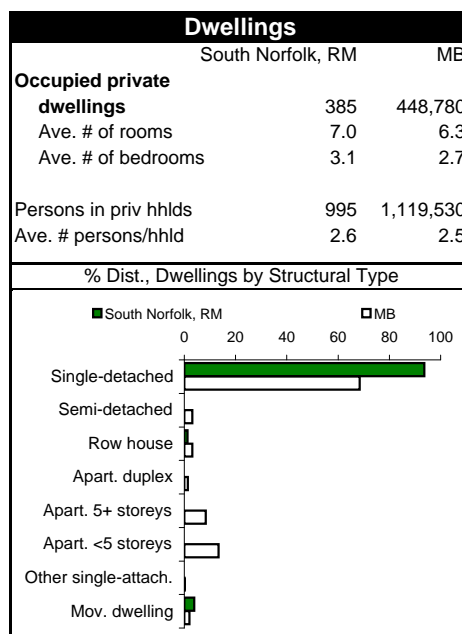 Dwellings
South Norfolk, RM MB
Occupied private
dwellings 385 448,780
Ave. # of rooms 7.0 6.3
Ave. # of bedrooms 3.1 2.7
Persons in priv hhlds 995 1,119,530
Ave. # persons/hhld 2.6 2.5
% Dist., Dwellings by Structural Type
South Norfolk, RM MB
0 20 40 60 80 100
Single-detached
Semi-detached
Row house
Apart. duplex
Apart. 5+ storeys
Apart. <5 storeys
Other single-attach.
Mov. dwelling